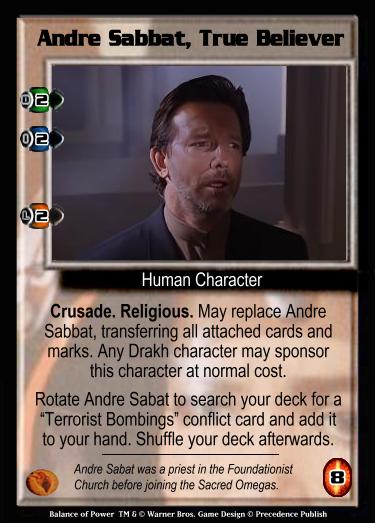 Andre Sabbat, True Believer
D 2
I 2
L 2
Human Character
Crusade. Religious. May replace Andre
Sabbat, transferring all attached cards and
marks. Any Drakh character may sponsor
this character at normal cost.
Rotate Andre Sabat to search your deck for a
“Terrorist Bombings” conflict card and add it
to your hand. Shuffle your deck afterwards.
Andre Sabat was a priest in the Foundationist
Church before joining the Sacred Omegas.
8
Balance of Power TM & © Warner Bros. Game Design © Precedence Publish